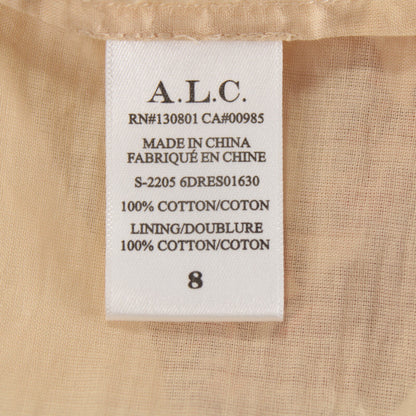 A.L.C.
RN#130801 CA#00985
MADE IN CHINA
FABRIQUÉ EN CHINE
S-2205 6DRES01630
100% COTTON/COTON
LINING/DOUBLURE
100% COTTON/COTON
8